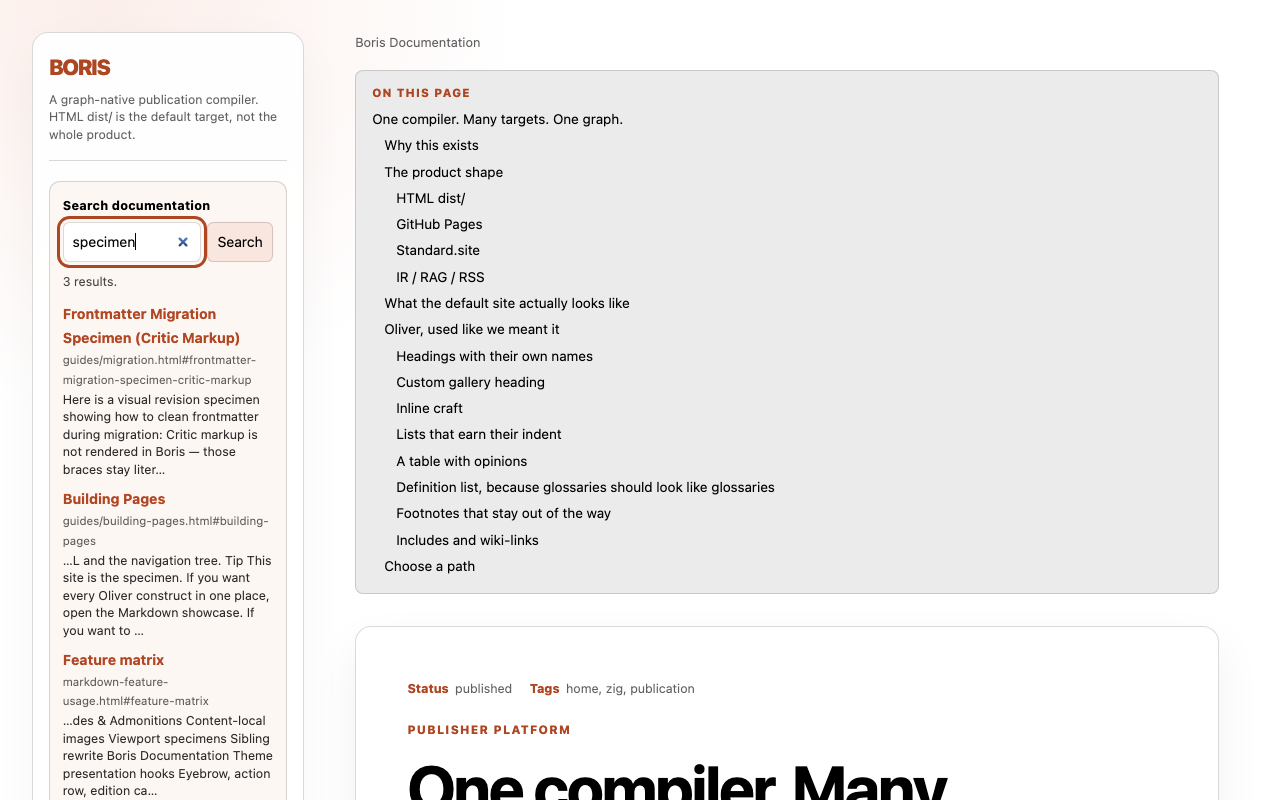 BORIS
A graph-native publication compiler.
HTML dist/ is the default target, not the
whole product.
Search documentation
specimen
Search
3 results.
Frontmatter Migration
Specimen (Critic Markup)
guides/migration.html#frontmatter-
migration-specimen-critic-markup
Here is a visual revision specimen
showing how to clean frontmatter
during migration: Critic markup is
not rendered in Boris — those
braces stay liter...
Building Pages
guides/building-pages.html#building-
pages
...L and the navigation tree. Tip This
site is the specimen. If you want
every Oliver construct in one place,
open the Markdown showcase. If
you want to ...
Feature matrix
markdown-feature-
usage.html#feature-matrix
...des & Admonitions Content-local
images Viewport specimens Sibling
rewrite Boris Documentation Theme
presentation hooks Eyebrow, action
row, edition ca...
Boris Documentation
ON THIS PAGE
One compiler. Many targets. One graph.
Why this exists
The product shape
HTML dist/
GitHub Pages
Standard.site
IR / RAG / RSS
What the default site actually looks like
Oliver, used like we meant it
Headings with their own names
Custom gallery heading
Inline craft
Lists that earn their indent
A table with opinions
Definition list, because glossaries should look like glossaries
Footnotes that stay out of the way
Includes and wiki-links
Choose a path
Status published Tags home, zig, publication
PUBLISHER PLATFORM
One compiler. Many